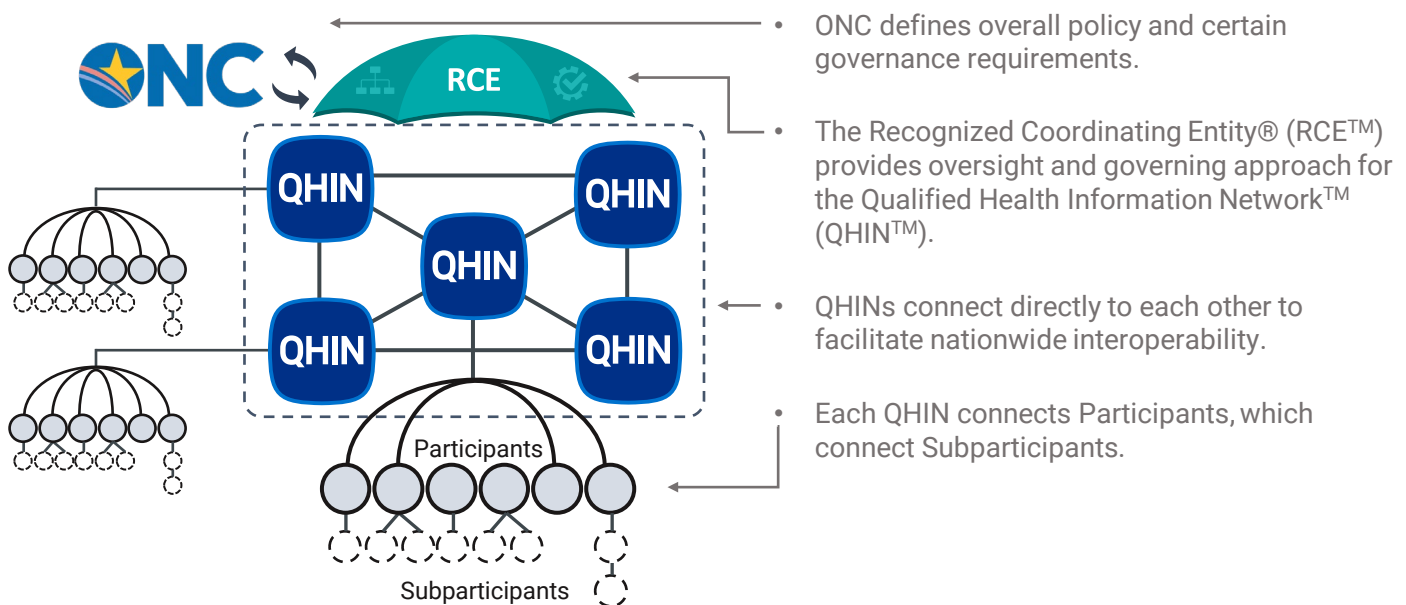 ONC
RCE
QHIN
QHIN
QHIN
QHIN
QHIN
Participants
Subparticipants
• ONC defines overall policy and certain
governance requirements.
• The Recognized Coordinating Entity® (RCE™)
provides oversight and governing approach for
the Qualified Health Information Network™
(QHIN™).
• QHINs connect directly to each other to
facilitate nationwide interoperability.
• Each QHIN connects Participants, which
connect Subparticipants.